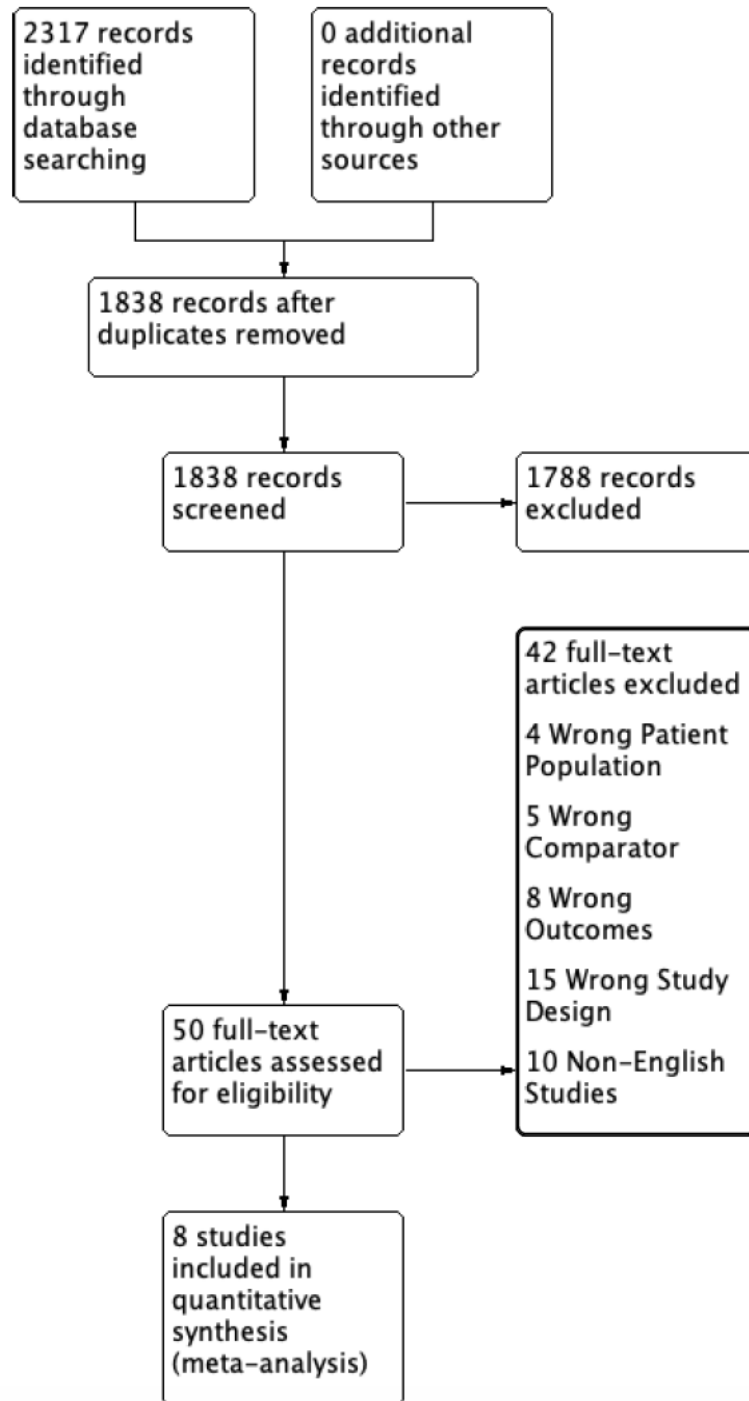 2317 records
identified
through
database
searching
0 additional
records
identified
through other
sources
1838 records after
duplicates removed
1838 records
screened
1788 records
excluded
42 full-text
articles excluded
4 Wrong Patient
Population
5 Wrong
Comparator
8 Wrong
Outcomes
15 Wrong Study
Design
10 Non-English
Studies
50 full-text
articles assessed
for eligibility
8 studies
included in
quantitative
synthesis
(meta-analysis)